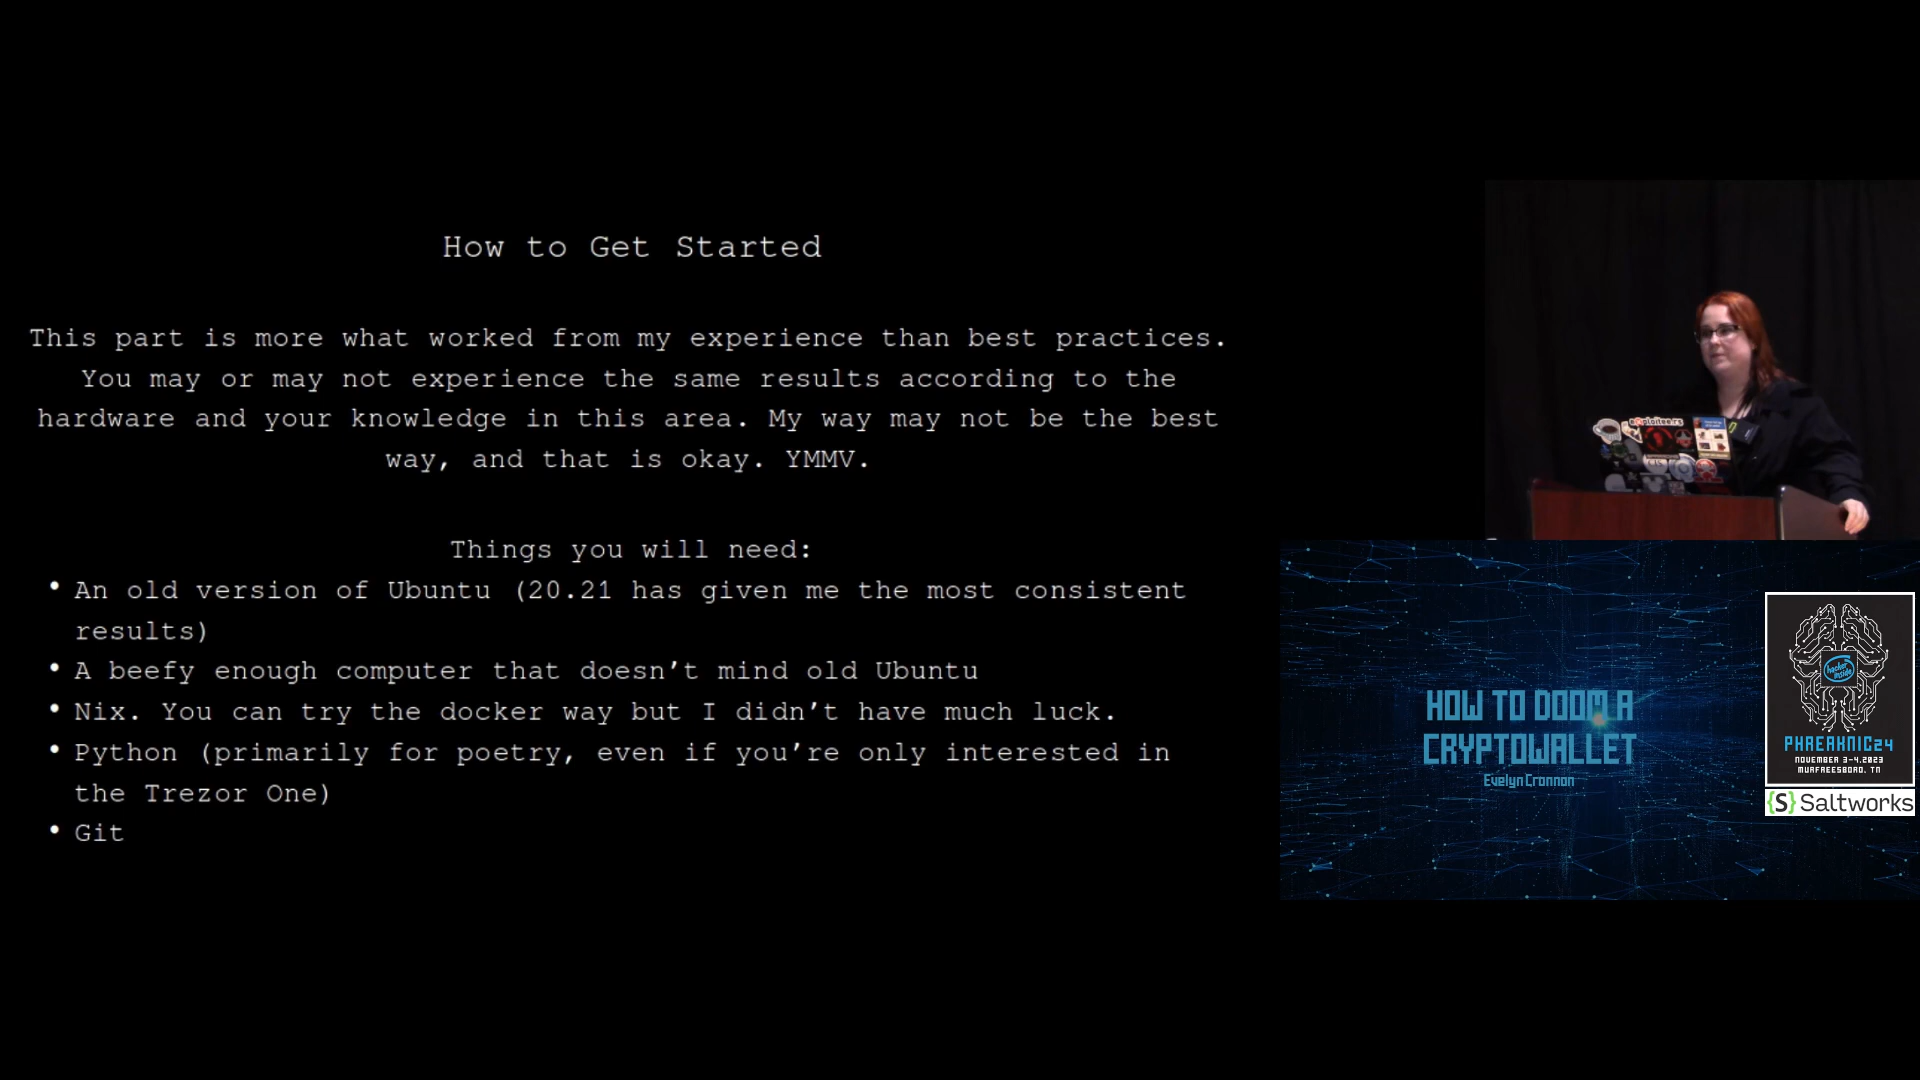 How to Get Started
This part is more what worked from my experience than best practices.
You may or may not experience the same results according to the
hardware and your knowledge in this area. My way may not be the best
way, and that is okay. YMMV.
Things you will need:
• An old version of Ubuntu (20.21 has given me the most consistent
results)
• A beefy enough computer that doesn’t mind old Ubuntu
• Nix. You can try the docker way but I didn’t have much luck.
• Python (primarily for poetry, even if you’re only interested in
the Trezor One)
• Git
HOW TO DOOM A
CRYPTOWALLET
Evelyn Cronnon
hacker
inside
PHREAKNIC24
NOVEMBER 3-4.2023
MURFREESBORO, TN
{S} Saltworks